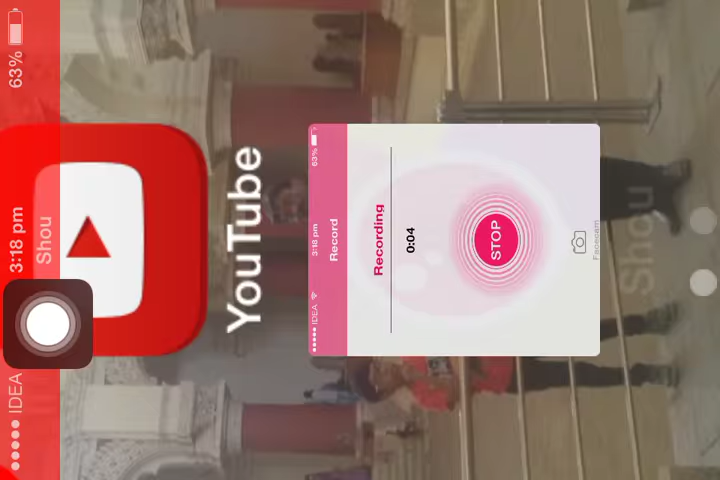 ●●●●● IDEA 3:18 pm 63%
Shou
YouTube
●●●●● IDEA 3:18 pm 63%
Record
Recording
0:04
STOP
Facecam
Shou